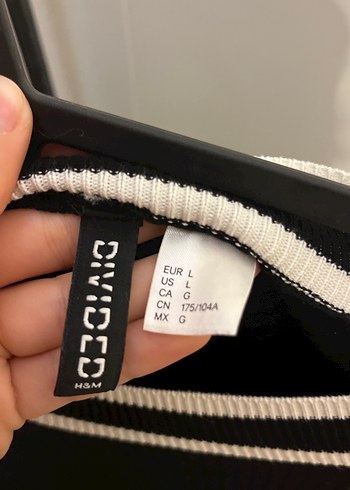 DIVIDED
H&M
EUR L
US L
CA G
CN 175/104A
MX G